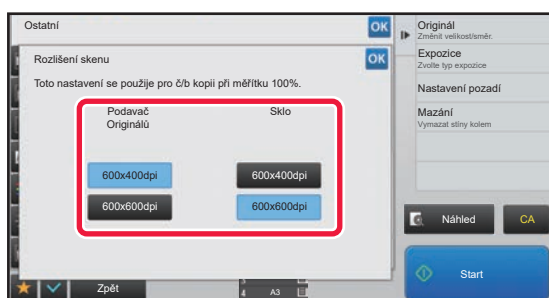 Ostatní
OK
Rozlišení skenu
OK
Toto nastavení se použije pro č/b kopii při měřítku 100%.
Podavač
Originálů
Sklo
600x400dpi
600x400dpi
600x600dpi
600x600dpi
Zpět
4 A3
Originál
Změnit velikost/směr.
Expozice
Zvolte typ expozice
Nastavení pozadí
Mazání
Vymazat stíny kolem
Náhled
CA
Start